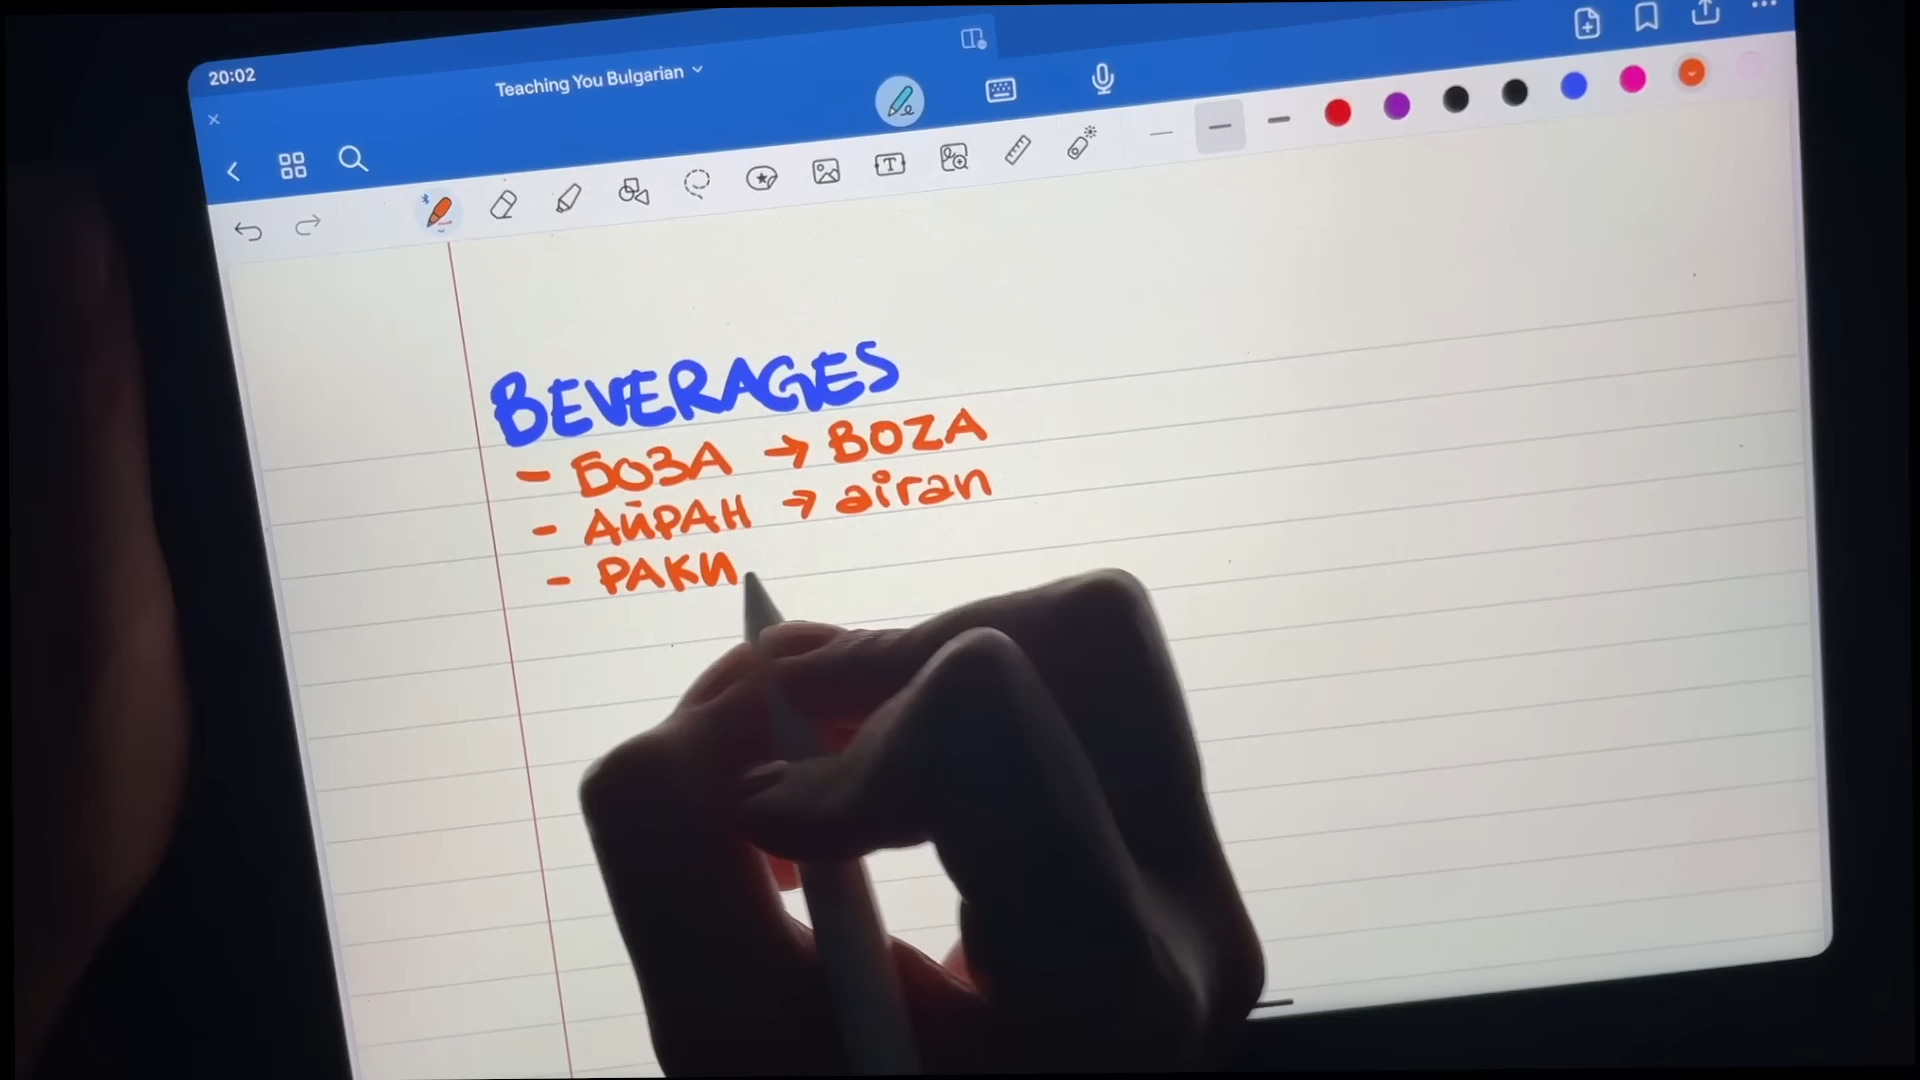 20:02
Teaching You Bulgarian
BEVERAGES
- БОЗА → BOZA
- АЙРАН → airan
- РАКИ